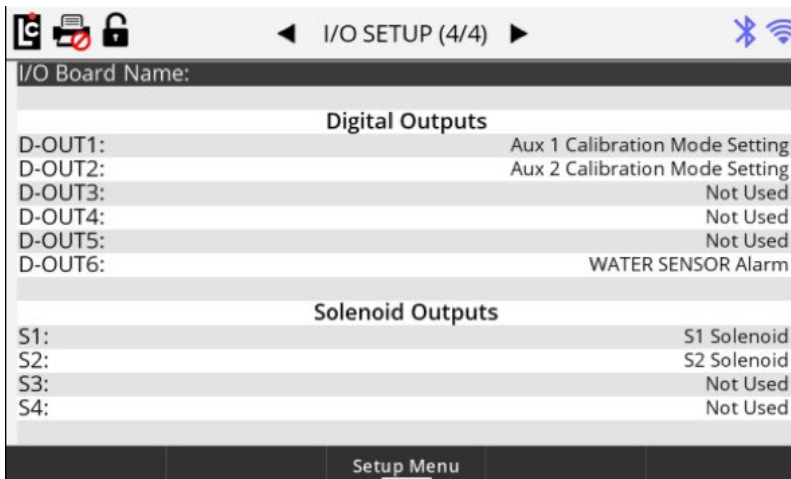 LC
I/O SETUP (4/4)
I/O Board Name:
Digital Outputs
D-OUT1: Aux 1 Calibration Mode Setting
D-OUT2: Aux 2 Calibration Mode Setting
D-OUT3: Not Used
D-OUT4: Not Used
D-OUT5: Not Used
D-OUT6: WATER SENSOR Alarm
Solenoid Outputs
S1: S1 Solenoid
S2: S2 Solenoid
S3: Not Used
S4: Not Used
Setup Menu